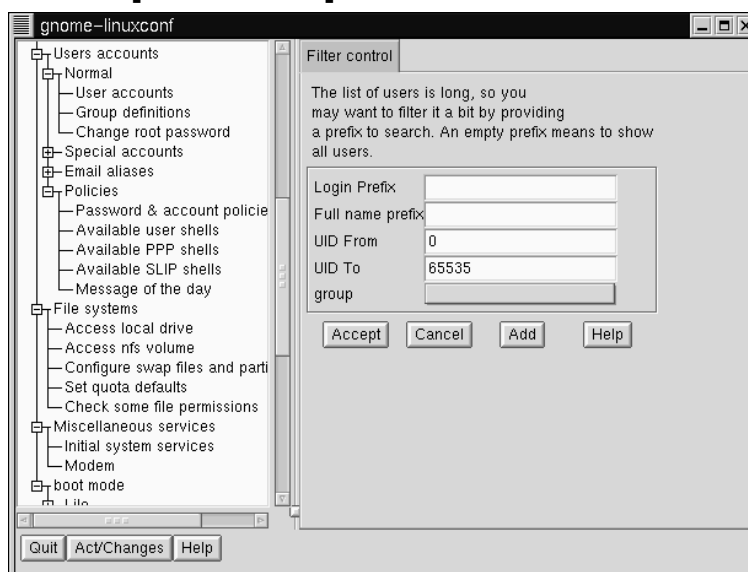 gnome-linuxconf
Users accounts
Normal
User accounts
Group definitions
Change root password
Special accounts
Email aliases
Policies
Password & account policie
Available user shells
Available PPP shells
Available SLIP shells
Message of the day
File systems
Access local drive
Access nfs volume
Configure swap files and parti
Set quota defaults
Check some file permissions
Miscellaneous services
Initial system services
Modem
boot mode
Lilo
Filter control
The list of users is long, so you
may want to filter it a bit by providing
a prefix to search. An empty prefix means to show
all users.
Login Prefix
Full name prefix
UID From 0
UID To 65535
group
Accept Cancel Add Help
Quit Act/Changes Help